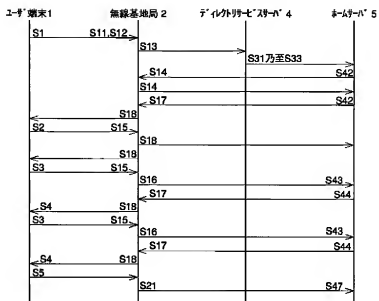 ユーザ端末1 無線基地局2 ディレクトリサービスサーバ4 ホームサーバ5
S1 S11,S12
S13
S31乃至S33
S14 S42
S14
S17 S42
S18
S2 S15
S18
S18
S3 S15
S16 S43
S17 S44
S4 S18
S3 S15
S16 S43
S17 S44
S4 S18
S5
S21 S47